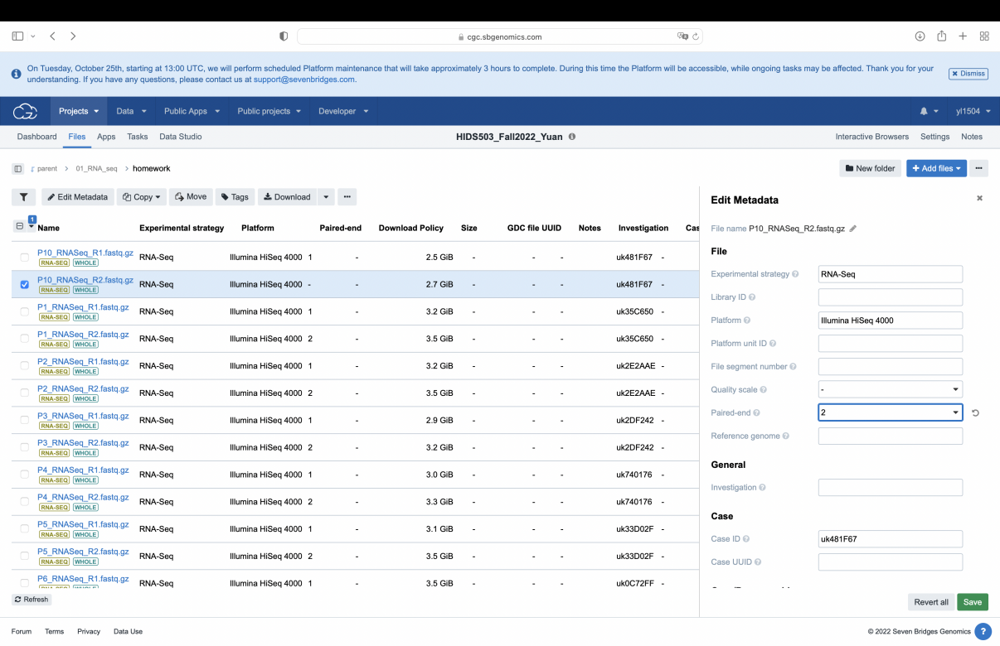 cgc.sbgenomics.com
On Tuesday, October 25th, starting at 13:00 UTC, we will perform scheduled Platform maintenance that will take approximately 3 hours to complete. During this time the Platform will be accessible, while ongoing tasks may be affected. Thank you for your
understanding. If you have any questions, please contact us at support@sevenbridges.com.
Dismiss
Projects Data Public Apps Public projects Developer yl1504
Dashboard Files Apps Tasks Data Studio HIDS503_Fall2022_Yuan Interactive Browsers Settings Notes
parent > 01_RNA_seq > homework New folder + Add files
Edit Metadata Copy Move Tags Download
1
Name Experimental strategy Platform Paired-end Download Policy Size GDC file UUID Notes Investigation Cas
P10_RNASeq_R1.fastq.gz RNA-Seq Illumina HiSeq 4000 1 - 2.5 GiB - - - uk481F67 -
RNA-SEQ WHOLE
P10_RNASeq_R2.fastq.gz RNA-Seq Illumina HiSeq 4000 - - 2.7 GiB - - - uk481F67 -
RNA-SEQ WHOLE
P1_RNASeq_R1.fastq.gz RNA-Seq Illumina HiSeq 4000 1 - 3.2 GiB - - - uk35C650 -
RNA-SEQ WHOLE
P1_RNASeq_R2.fastq.gz RNA-Seq Illumina HiSeq 4000 2 - 3.5 GiB - - - uk35C650 -
RNA-SEQ WHOLE
P2_RNASeq_R1.fastq.gz RNA-Seq Illumina HiSeq 4000 1 - 3.2 GiB - - - uk2E2AAE -
RNA-SEQ WHOLE
P2_RNASeq_R2.fastq.gz RNA-Seq Illumina HiSeq 4000 2 - 3.5 GiB - - - uk2E2AAE -
RNA-SEQ WHOLE
P3_RNASeq_R1.fastq.gz RNA-Seq Illumina HiSeq 4000 1 - 2.9 GiB - - - uk2DF242 -
RNA-SEQ WHOLE
P3_RNASeq_R2.fastq.gz RNA-Seq Illumina HiSeq 4000 2 - 3.2 GiB - - - uk2DF242 -
RNA-SEQ WHOLE
P4_RNASeq_R1.fastq.gz RNA-Seq Illumina HiSeq 4000 1 - 3.0 GiB - - - uk740176 -
RNA-SEQ WHOLE
P4_RNASeq_R2.fastq.gz RNA-Seq Illumina HiSeq 4000 2 - 3.3 GiB - - - uk740176 -
RNA-SEQ WHOLE
P5_RNASeq_R1.fastq.gz RNA-Seq Illumina HiSeq 4000 1 - 3.1 GiB - - - uk33D02F -
RNA-SEQ WHOLE
P5_RNASeq_R2.fastq.gz RNA-Seq Illumina HiSeq 4000 2 - 3.5 GiB - - - uk33D02F -
RNA-SEQ WHOLE
P6_RNASeq_R1.fastq.gz RNA-Seq Illumina HiSeq 4000 1 - 3.5 GiB - - - uk0C72FF -
Refresh
Edit Metadata
File name P10_RNASeq_R2.fastq.gz
File
Experimental strategy RNA-Seq
Library ID
Platform Illumina HiSeq 4000
Platform unit ID
File segment number
Quality scale -
Paired-end 2
Reference genome
General
Investigation
Case
Case ID uk481F67
Case UUID
Revert all Save
Forum Terms Privacy Data Use © 2022 Seven Bridges Genomics ?